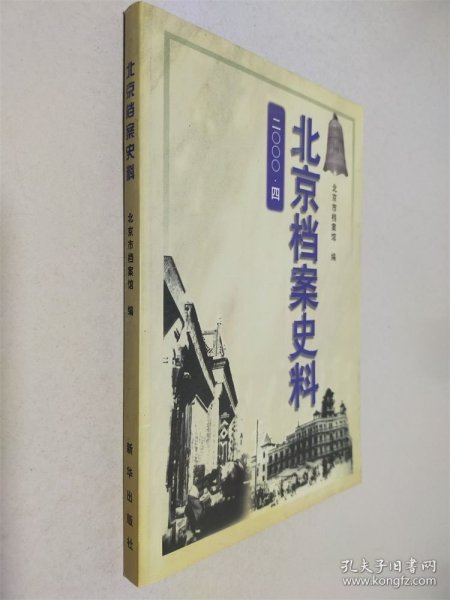 北京档案史料
北京市档案馆 编
新华出版社
北京档案史料
二〇〇〇·四
北京市档案馆 编
孔夫子旧书网
www.kongfz.com